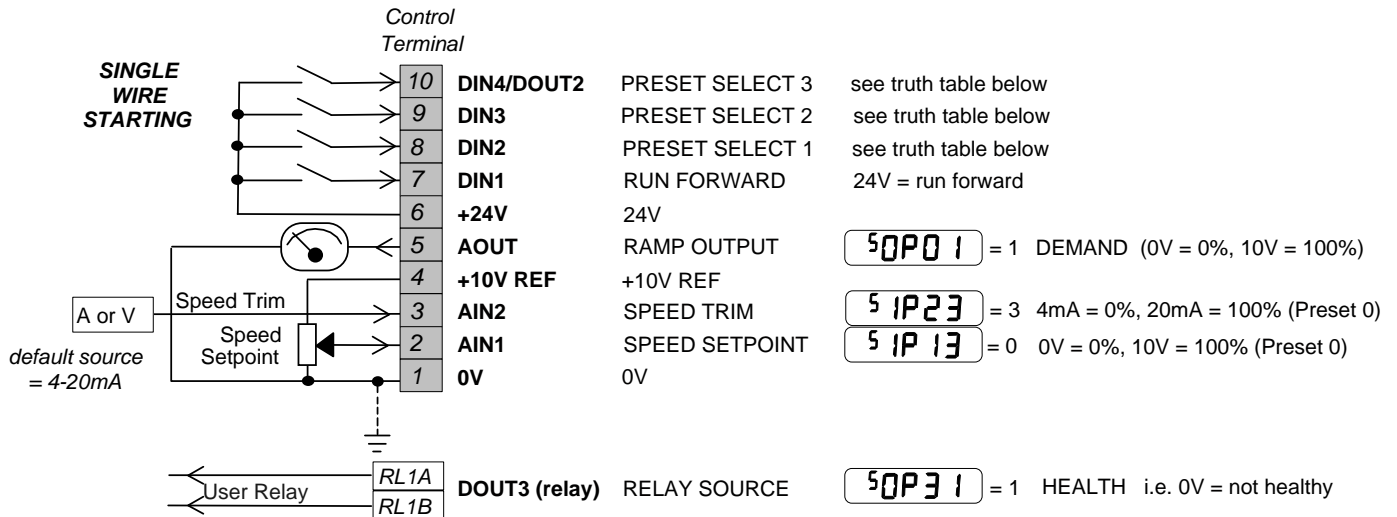 Control
Terminal
SINGLE
WIRE
STARTING
10 DIN4/DOUT2 PRESET SELECT 3 see truth table below
9 DIN3 PRESET SELECT 2 see truth table below
8 DIN2 PRESET SELECT 1 see truth table below
7 DIN1 RUN FORWARD 24V = run forward
6 +24V 24V
5 AOUT RAMP OUTPUT SOP01 = 1 DEMAND (0V = 0%, 10V = 100%)
4 +10V REF +10V REF
A or V Speed Trim 3 AIN2 SPEED TRIM SIP23 = 3 4mA = 0%, 20mA = 100% (Preset 0)
Speed
Setpoint 2 AIN1 SPEED SETPOINT SIP13 = 0 0V = 0%, 10V = 100% (Preset 0)
default source
= 4-20mA
1 0V 0V
User Relay RL1A
RL1B
DOUT3 (relay) RELAY SOURCE SOP31 = 1 HEALTH i.e. 0V = not healthy